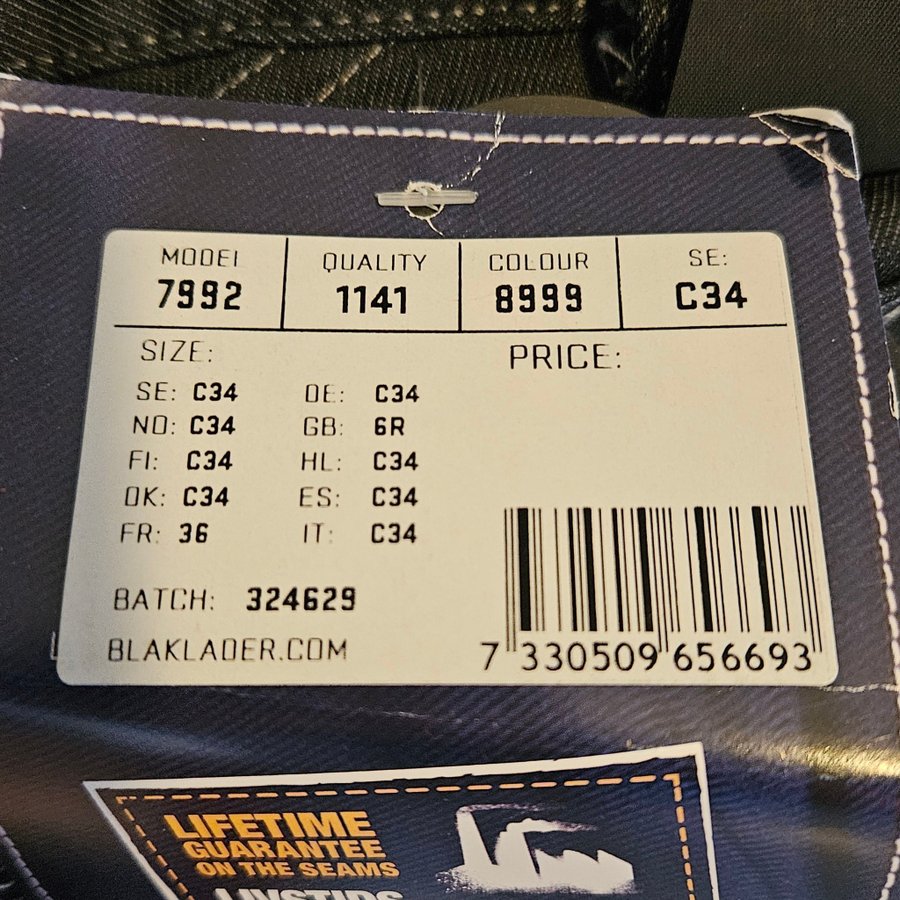 MODEL QUALITY COLOUR SE:
7992 1141 8999 C34
SIZE: PRICE:
SE: C34 DE: C34
NO: C34 GB: 6R
FI: C34 HL: C34
DK: C34 ES: C34
FR: 36 IT: C34
BATCH: 324629
BLAKLADER.COM
7 330509 656693
LIFETIME
GUARANTEE
ON THE SEAMS